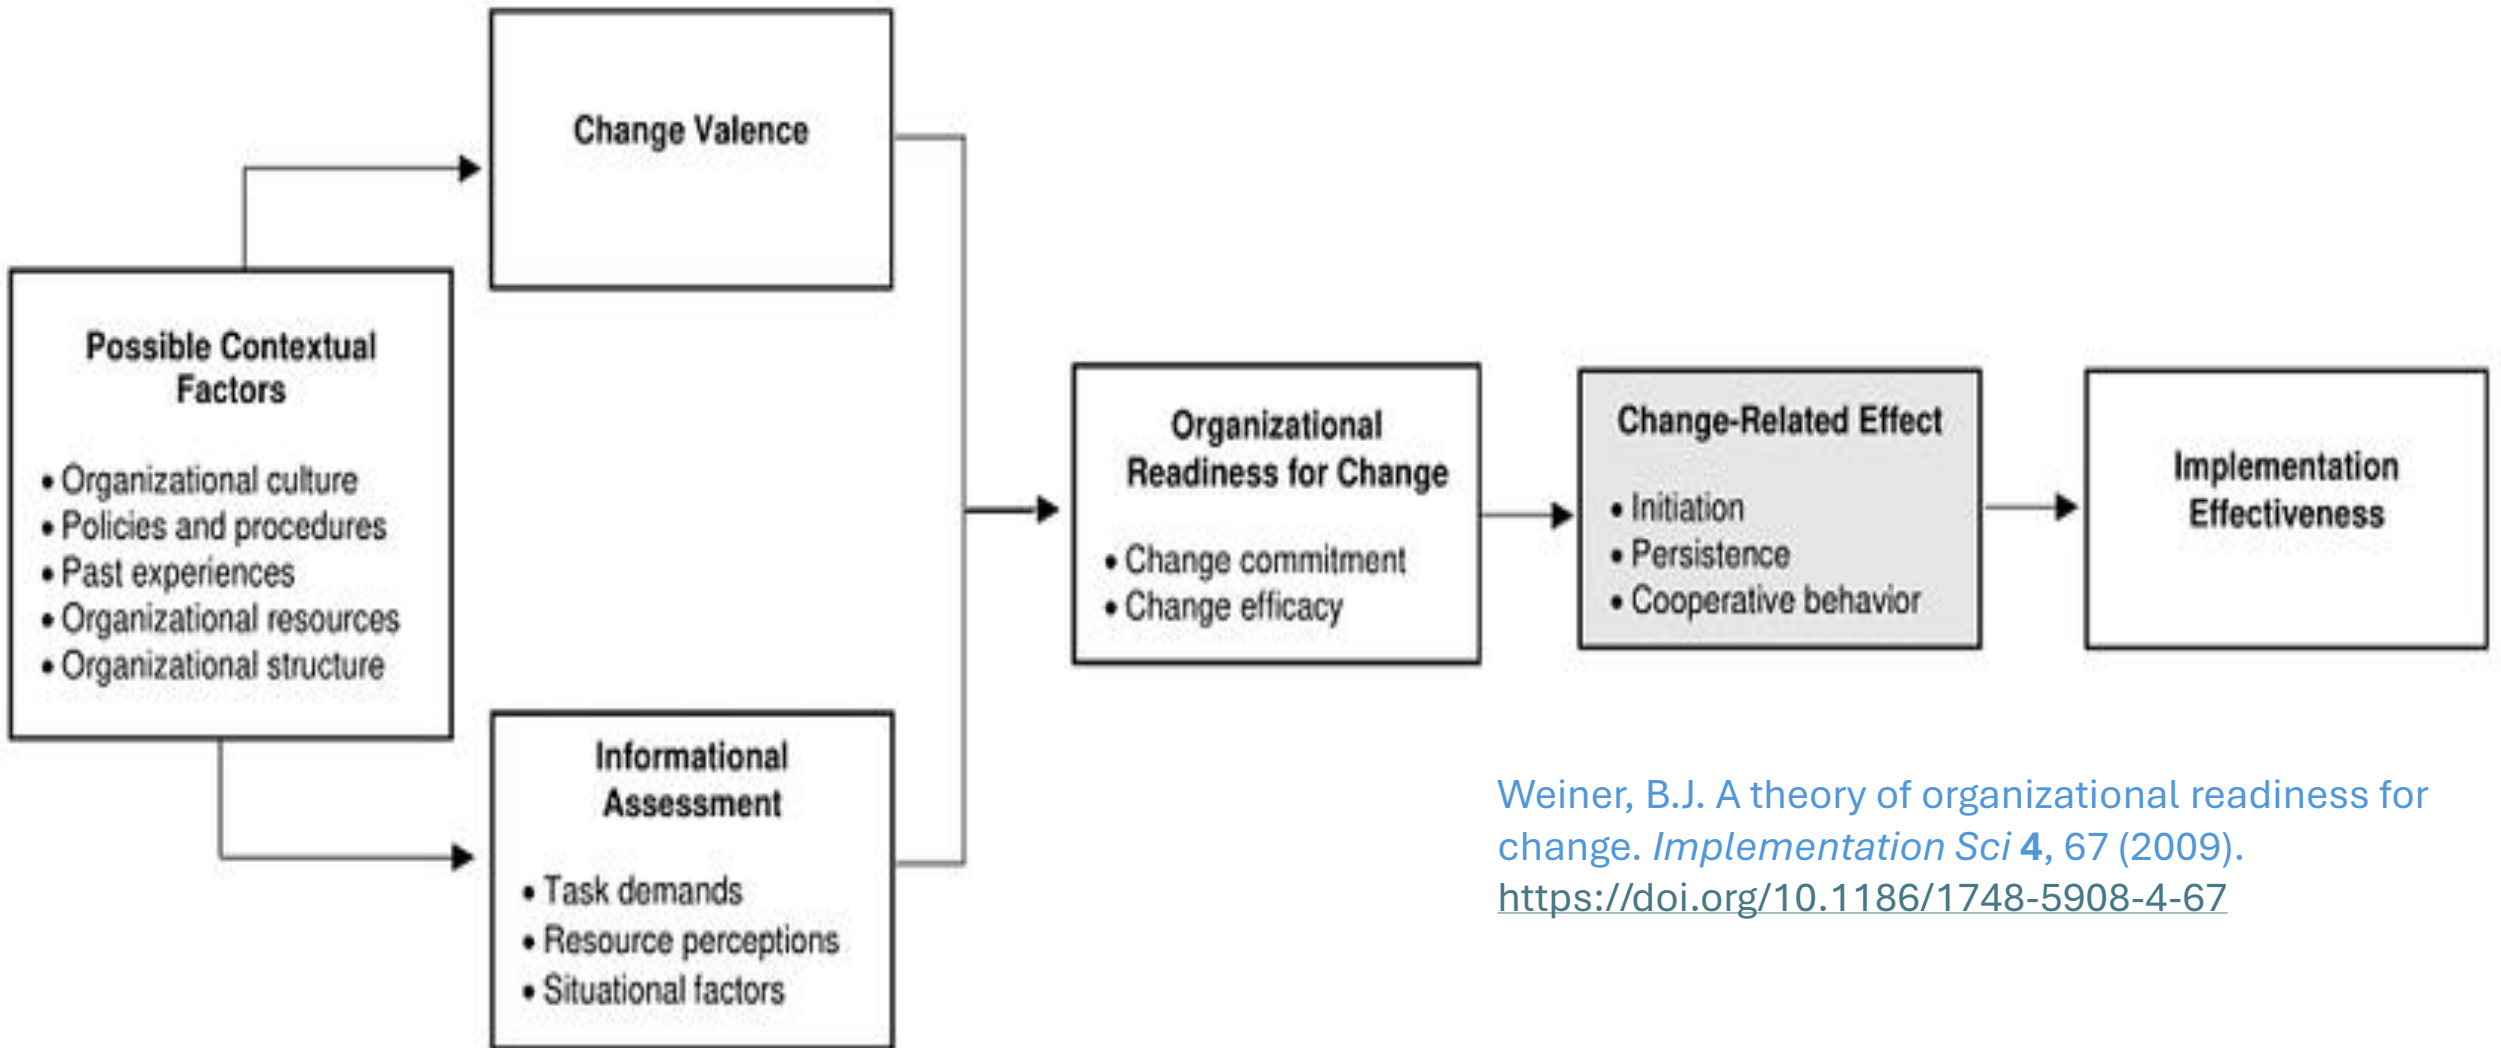 Change Valence
Possible Contextual
Factors
• Organizational culture
• Policies and procedures
• Past experiences
• Organizational resources
• Organizational structure
Informational
Assessment
• Task demands
• Resource perceptions
• Situational factors
Organizational
Readiness for Change
• Change commitment
• Change efficacy
Change-Related Effect
• Initiation
• Persistence
• Cooperative behavior
Implementation
Effectiveness
Weiner, B.J. A theory of organizational readiness for
change. Implementation Sci 4, 67 (2009).
https://doi.org/10.1186/1748-5908-4-67